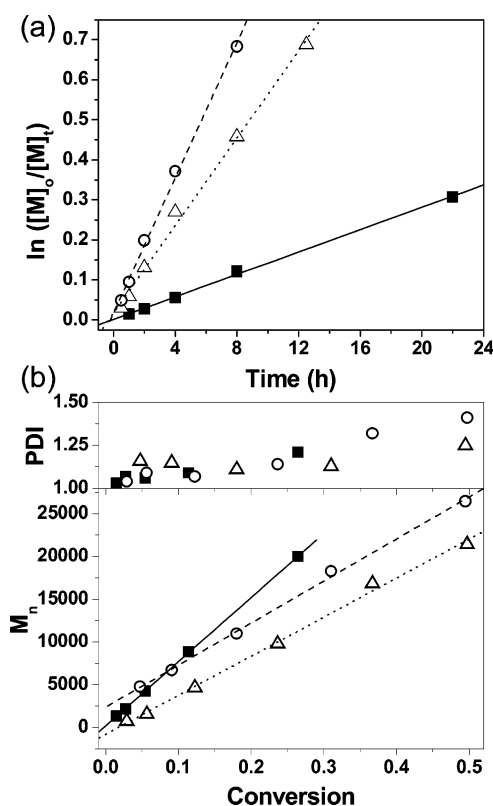 (a)
0.7
0.6
0.5
0.4
0.3
0.2
0.1
0.0
ln ([M]o/[M]t)
0 4 8 12 16 20 24
Time (h)
(b)
1.50
1.25
1.00
PDI
25000
20000
15000
10000
5000
0
Mn
0.0 0.1 0.2 0.3 0.4 0.5
Conversion